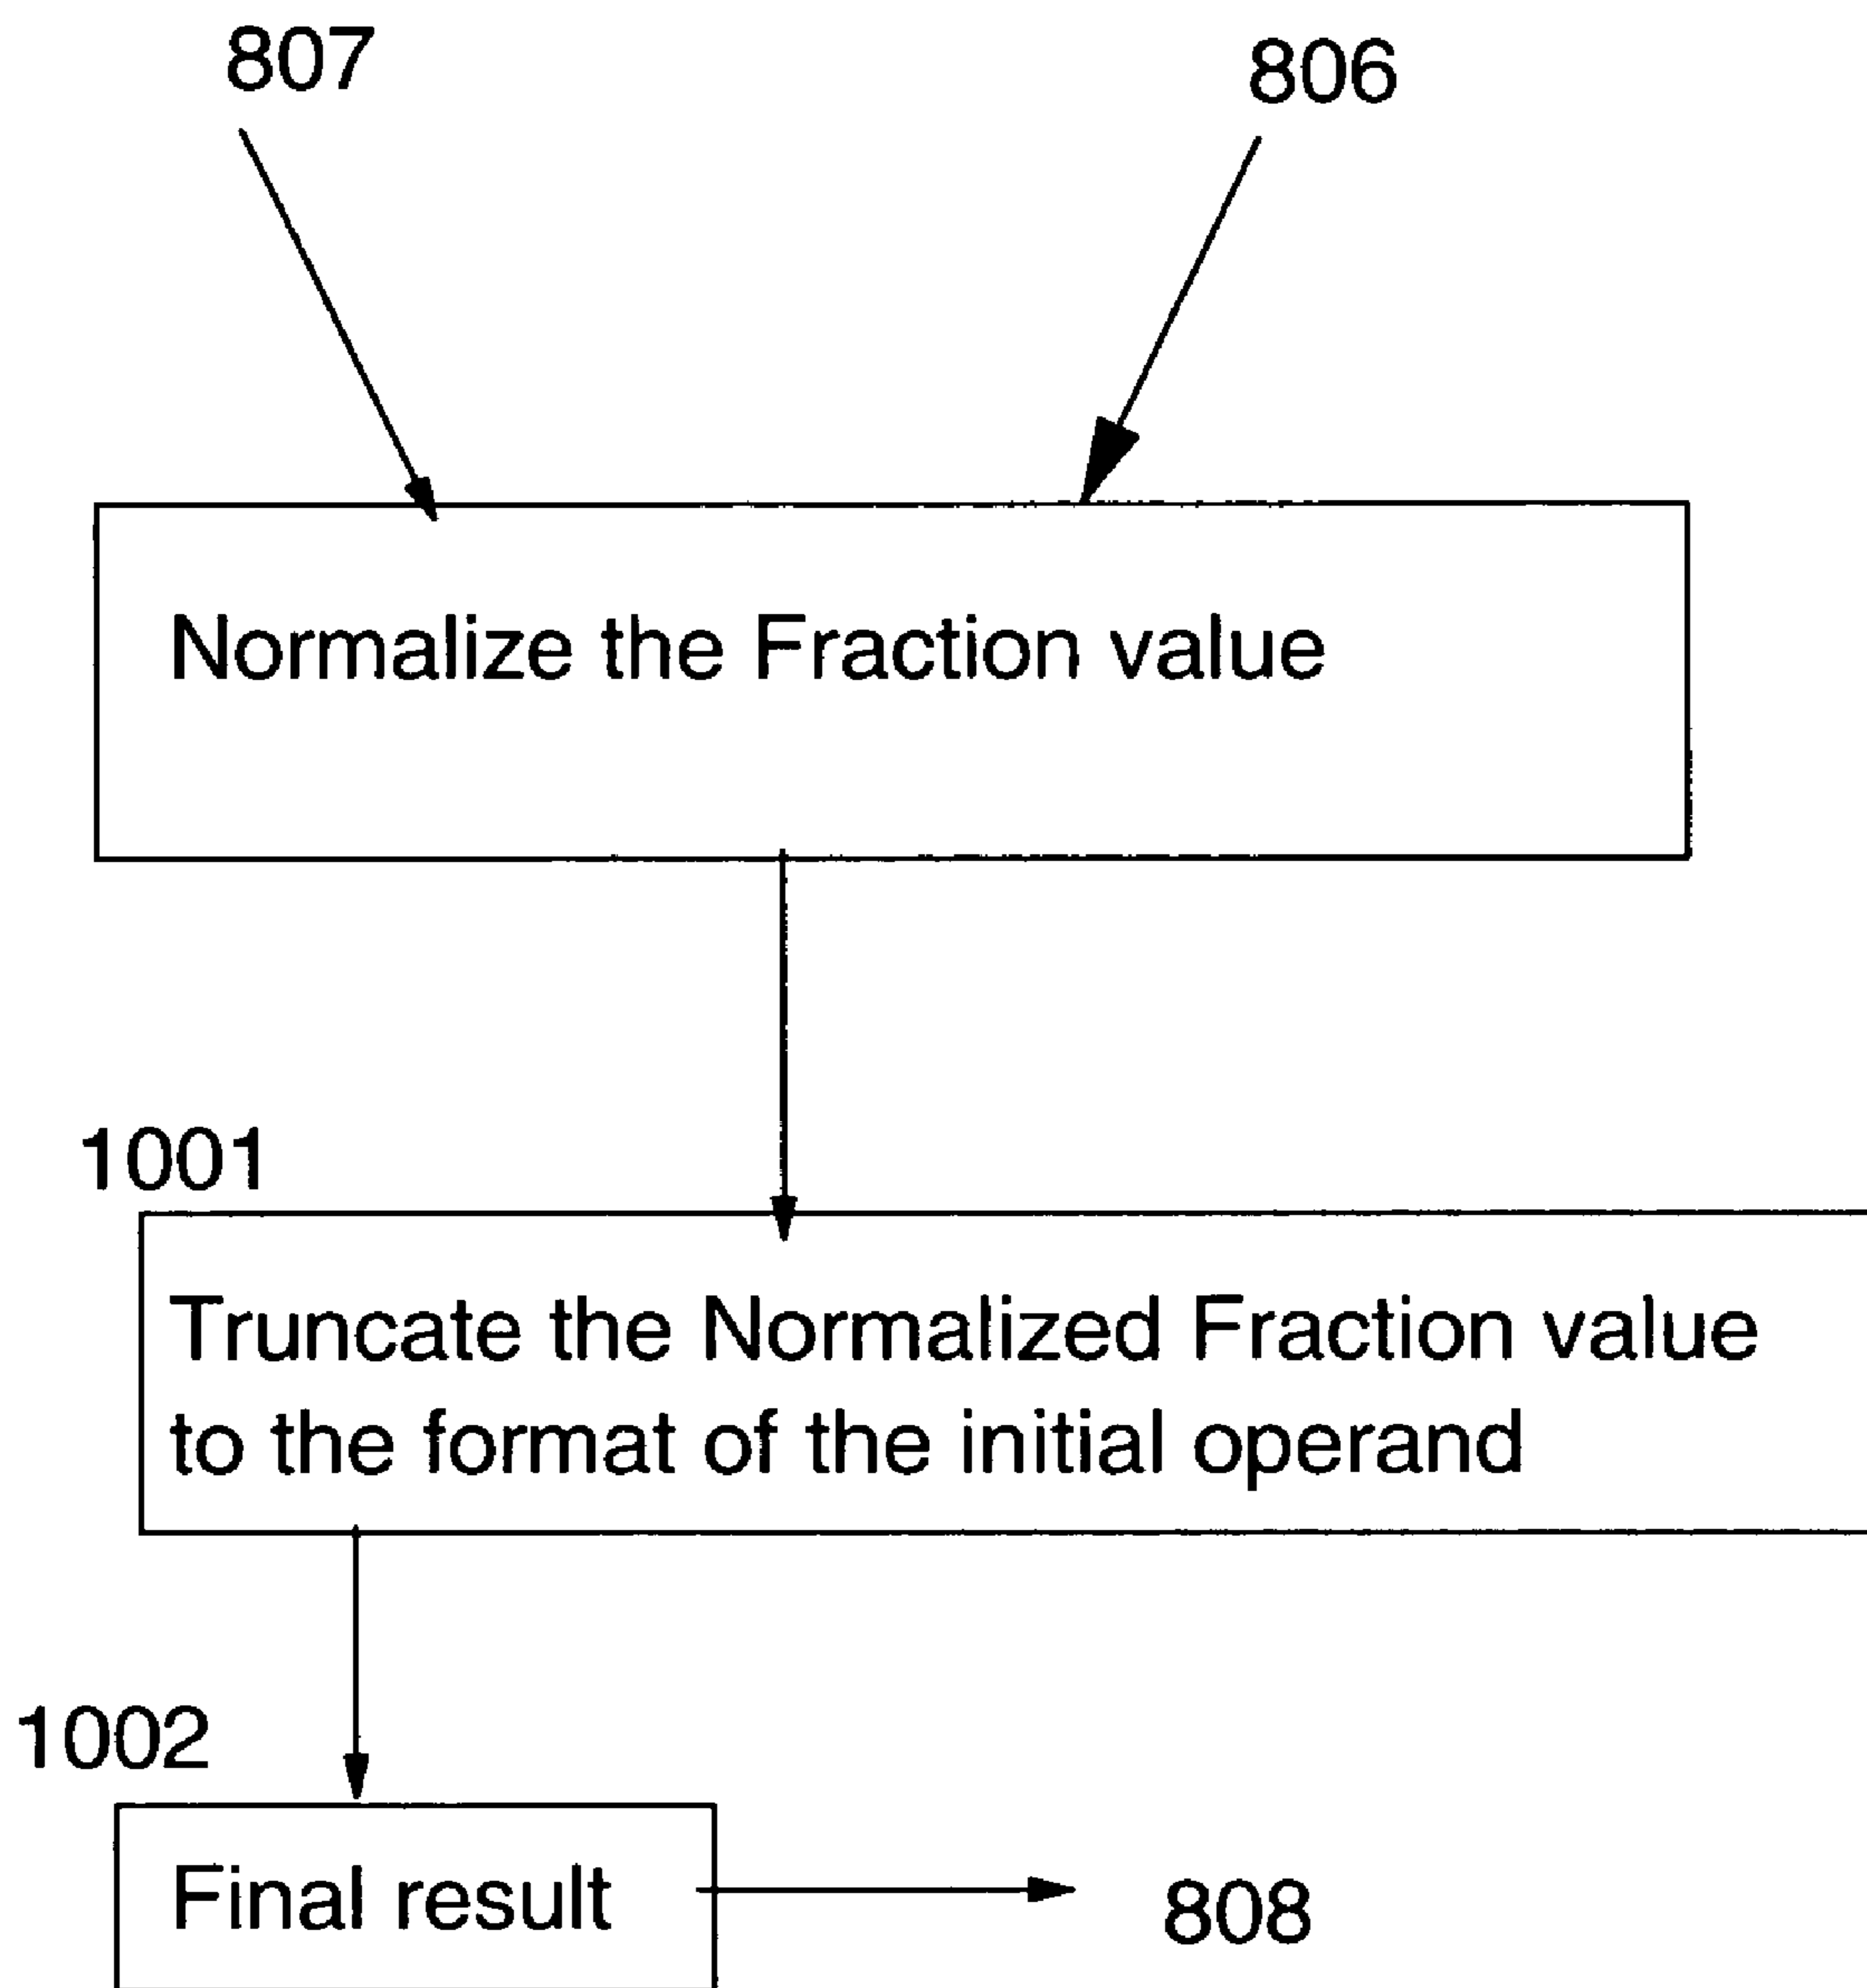 807
806
Normalize the Fraction value
1001
Truncate the Normalized Fraction value
to the format of the initial operand
1002
Final result
808